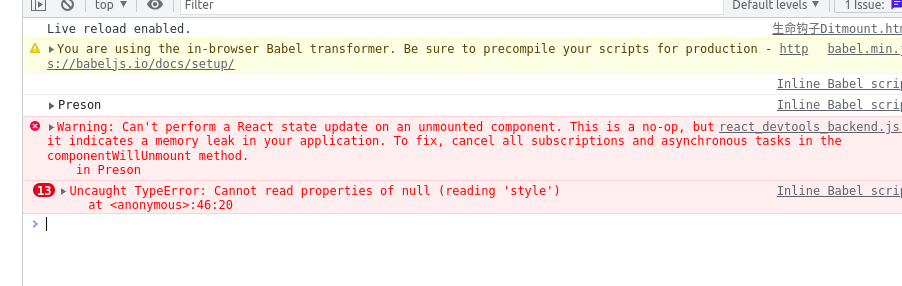 top ▼ Filter Default levels ▼ 1 Issue:
Live reload enabled. 生命钩子Ditmount.htm
You are using the in-browser Babel transformer. Be sure to precompile your scripts for production - http babel.min.j
s://babeljs.io/docs/setup/
Inline Babel scrip
Preson Inline Babel scrip
Warning: Can't perform a React state update on an unmounted component. This is a no-op, but react_devtools_backend.js
it indicates a memory leak in your application. To fix, cancel all subscriptions and asynchronous tasks in the
componentWillUnmount method.
in Preson
13 Uncaught TypeError: Cannot read properties of null (reading 'style') Inline Babel scrip
at <anonymous>:46:20